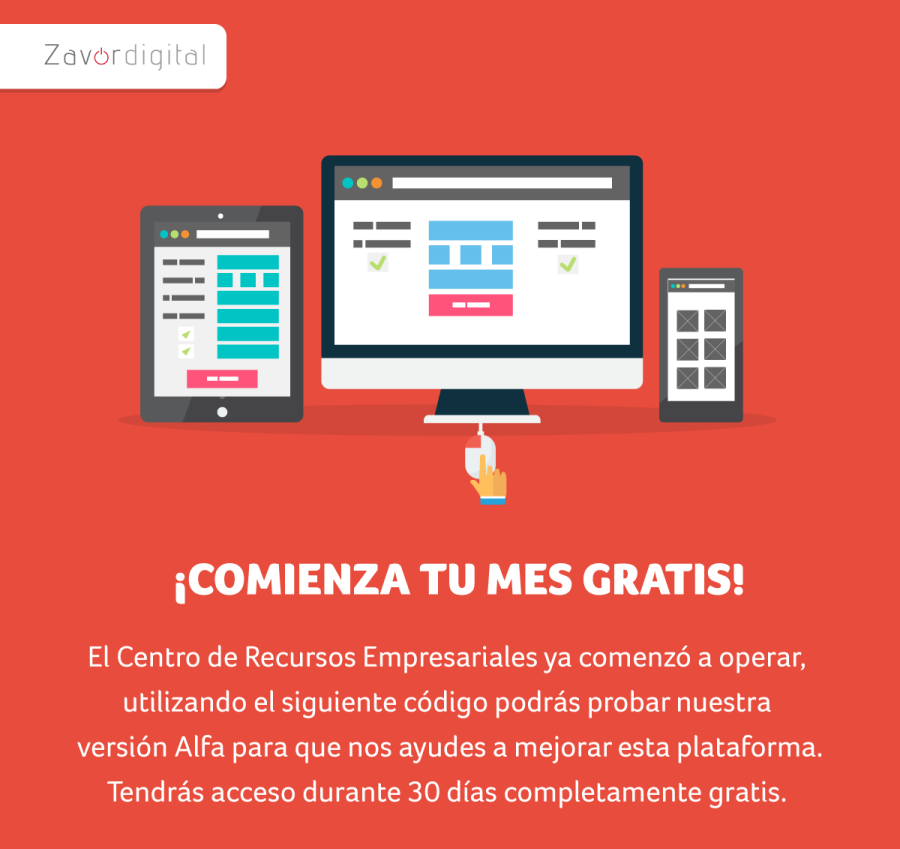 Zavordigital
¡COMIENZA TU MES GRATIS!
El Centro de Recursos Empresariales ya comenzó a operar,
utilizando el siguiente código podrás probar nuestra
versión Alfa para que nos ayudes a mejorar esta plataforma.
Tendrás acceso durante 30 días completamente gratis.